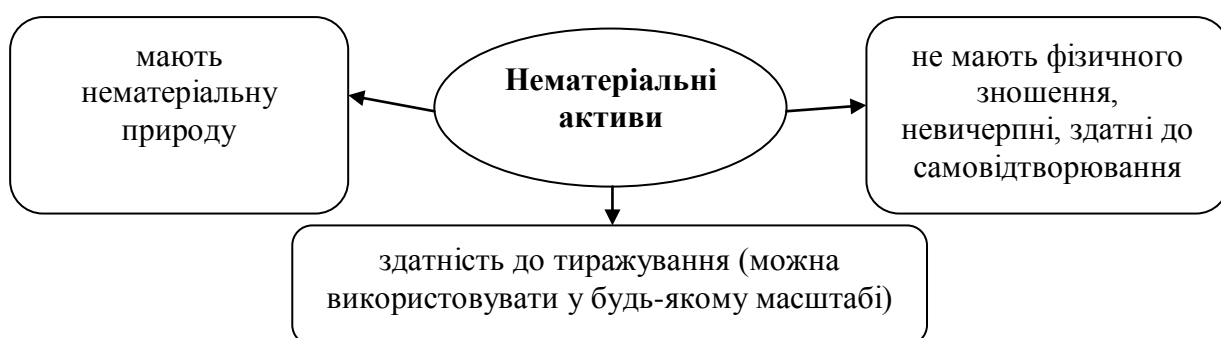 мають
нематеріальну
природу
Нематеріальні
активи
не мають фізичного
зношення,
невичерпні, здатні до
самовідтворювання
здатність до тиражування (можна
використовувати у будь-якому масштабі)